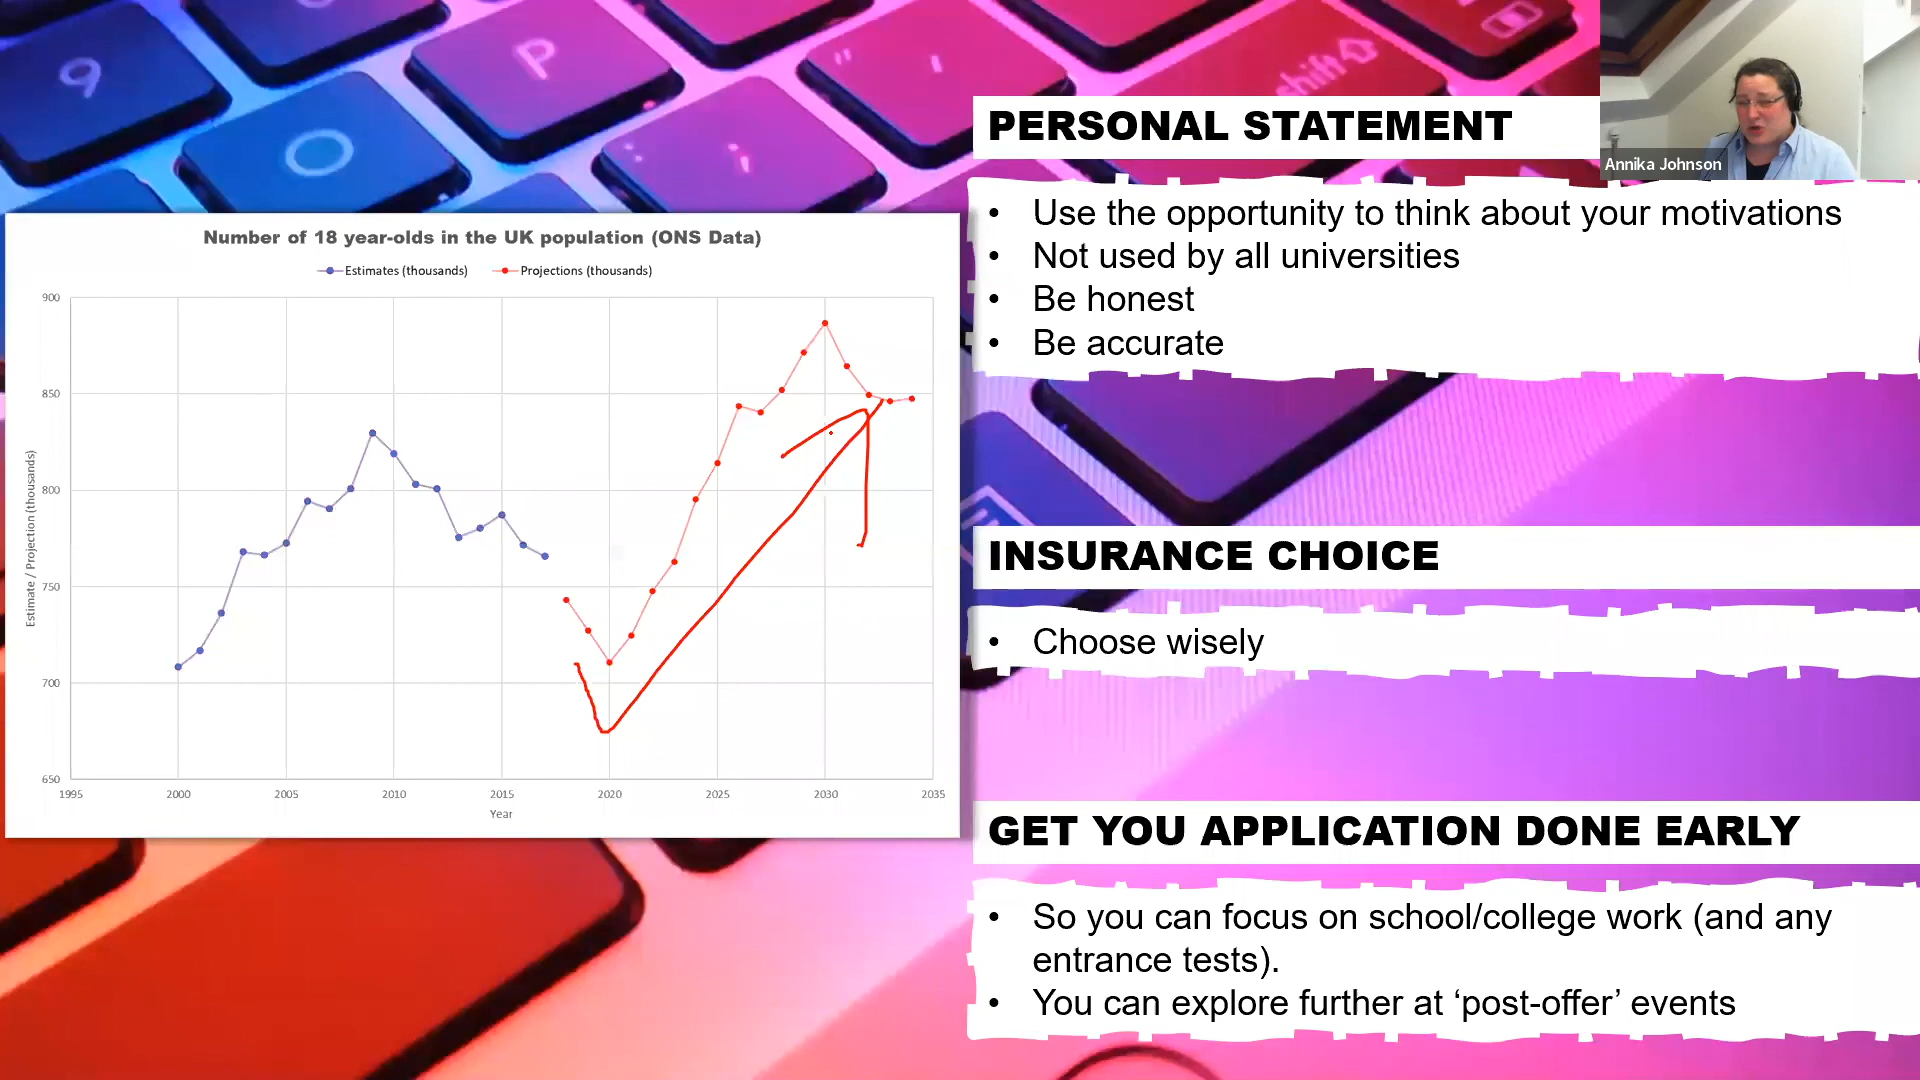 9
P
O
" '
: ;
shift
Annika Johnson
PERSONAL STATEMENT
• Use the opportunity to think about your motivations
• Not used by all universities
• Be honest
• Be accurate
Number of 18 year-olds in the UK population (ONS Data)
Estimates (thousands) Projections (thousands)
900
850
800
750
700
650
Estimate / Projection (thousands)
1995 2000 2005 2010 2015 2020 2025 2030 2035
Year
INSURANCE CHOICE
• Choose wisely
GET YOU APPLICATION DONE EARLY
• So you can focus on school/college work (and any
entrance tests).
• You can explore further at ‘post-offer’ events